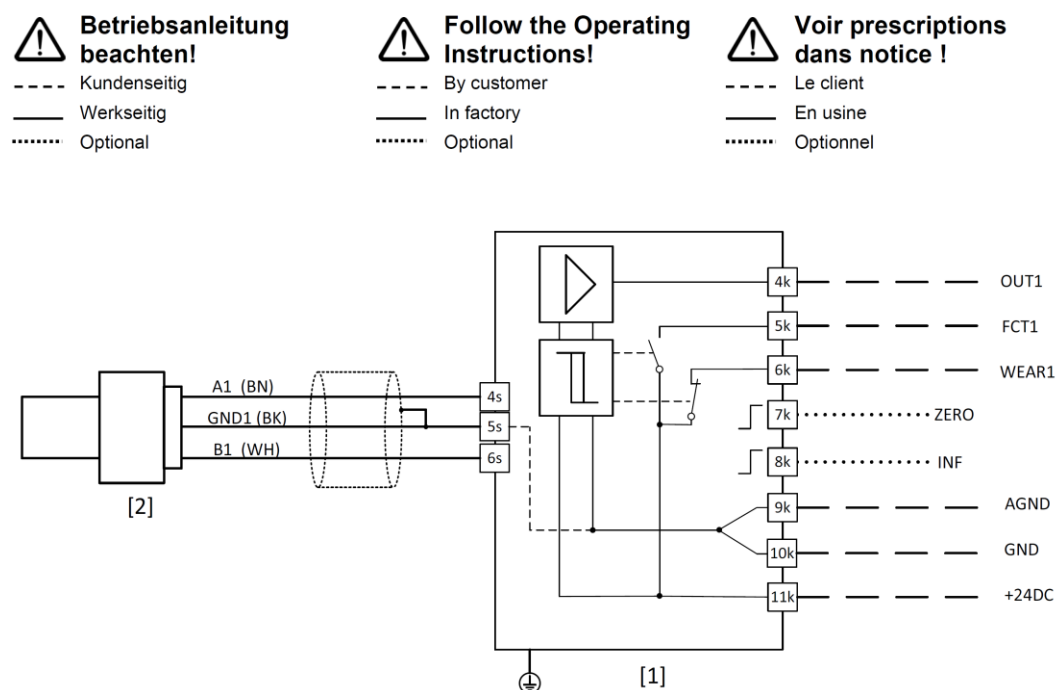 Betriebsanleitung
beachten!
Kundenseitig
Werkseitig
Optional
Follow the Operating
Instructions!
By customer
In factory
Optional
Voir prescriptions
dans notice !
Le client
En usine
Optionnel
4k
OUT1
5k
FCT1
6k
WEAR1
A1 (BN)
4s
7k
ZERO
GND1 (BK)
5s
B1 (WH)
6s
8k
INF
[2]
9k
AGND
10k
GND
11k
+24DC
[1]